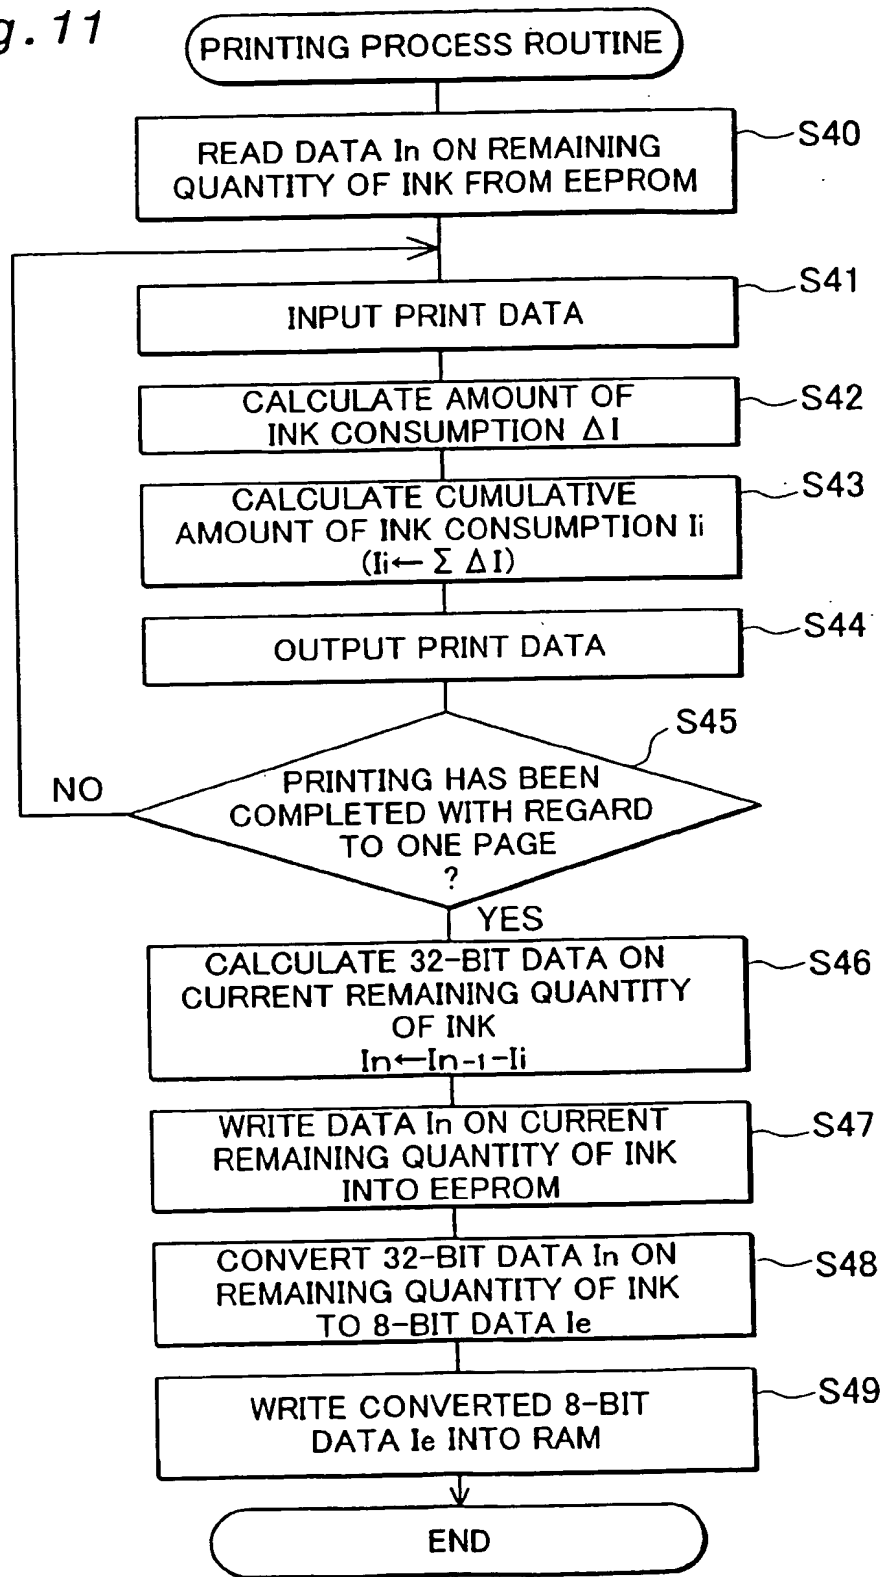 g.11
PRINTING PROCESS ROUTINE
S40
READ DATA In ON REMAINING
QUANTITY OF INK FROM EEPROM
S41
INPUT PRINT DATA
S42
CALCULATE AMOUNT OF
INK CONSUMPTION ΔI
S43
CALCULATE CUMULATIVE
AMOUNT OF INK CONSUMPTION Ii
(Ii← Σ ΔI)
S44
OUTPUT PRINT DATA
S45
NO
PRINTING HAS BEEN
COMPLETED WITH REGARD
TO ONE PAGE
?
YES
S46
CALCULATE 32-BIT DATA ON
CURRENT REMAINING QUANTITY
OF INK
In←In-1-Ii
S47
WRITE DATA In ON CURRENT
REMAINING QUANTITY OF INK
INTO EEPROM
S48
CONVERT 32-BIT DATA In ON
REMAINING QUANTITY OF INK
TO 8-BIT DATA Ie
S49
WRITE CONVERTED 8-BIT
DATA Ie INTO RAM
END